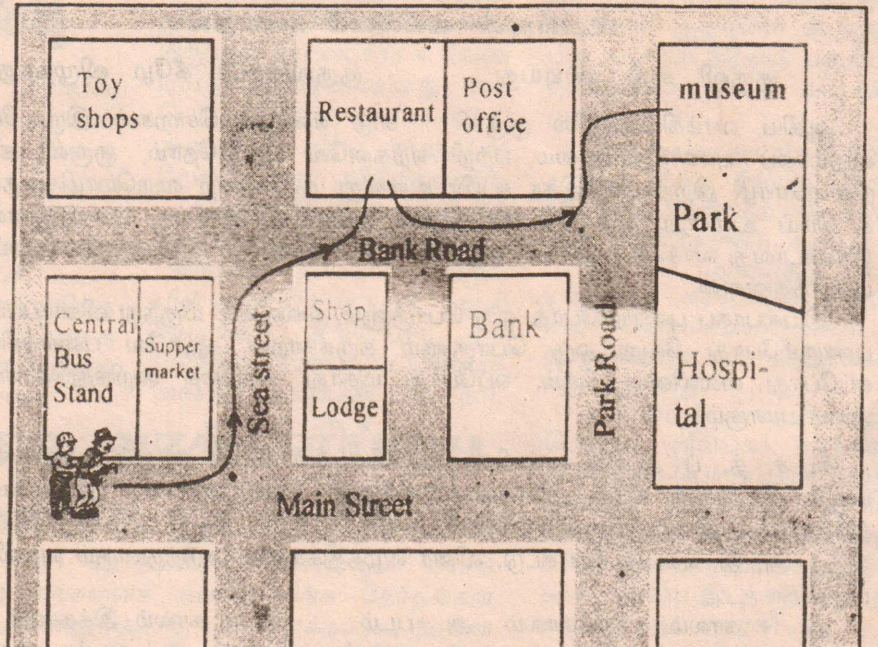 Toy
shops
Restaurant
Post
office
museum
Park
Bank Road
Central
Bus
Stand
Supper
market
Sea street
Shop
Lodge
Bank
Park Road
Hospi-
tal
Main Street